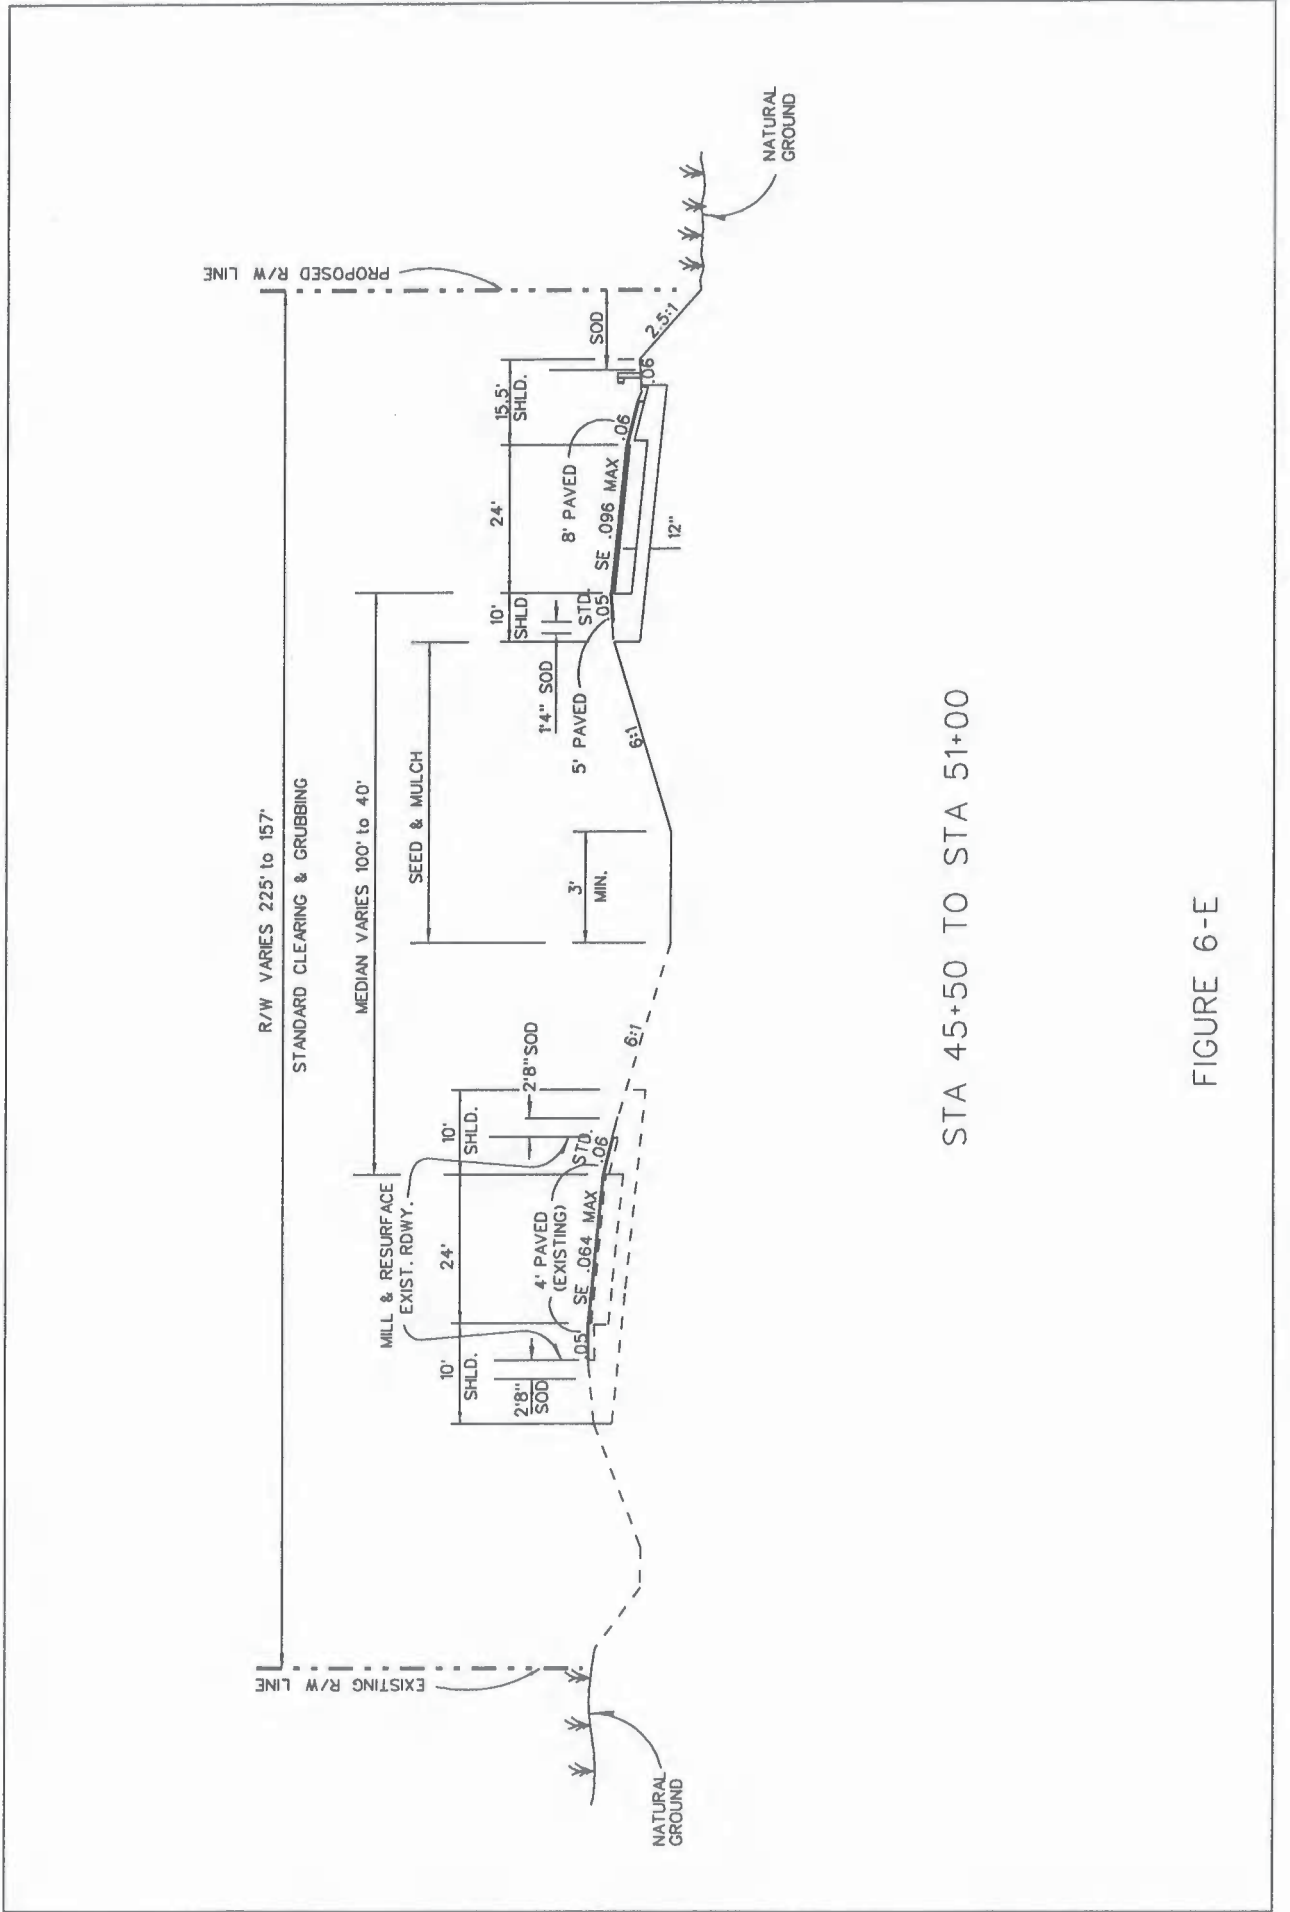 R/W VARIES 225' to 157'
STANDARD CLEARING & GRUBBING
EXISTING R/W LINE
PROPOSED R/W LINE
MEDIAN VARIES 100' to 40'
SEED & MULCH
MILL & RESURFACE
EXIST. RDWY.
10'
SHLD.
24'
10'
SHLD.
2'8"
SOD
2'8" SOD
4' PAVED
(EXISTING)
.05
SE .064 MAX
STD.
.06
6:1
3'
MIN.
6:1
10'
SHLD.
24'
15.5'
SHLD.
1'4" SOD
5' PAVED
STD.
.05
SE .096 MAX
8' PAVED
.06
.06
12"
SOD
2.5:1
NATURAL
GROUND
NATURAL
GROUND
STA 45+50 TO STA 51+00
FIGURE 6-E